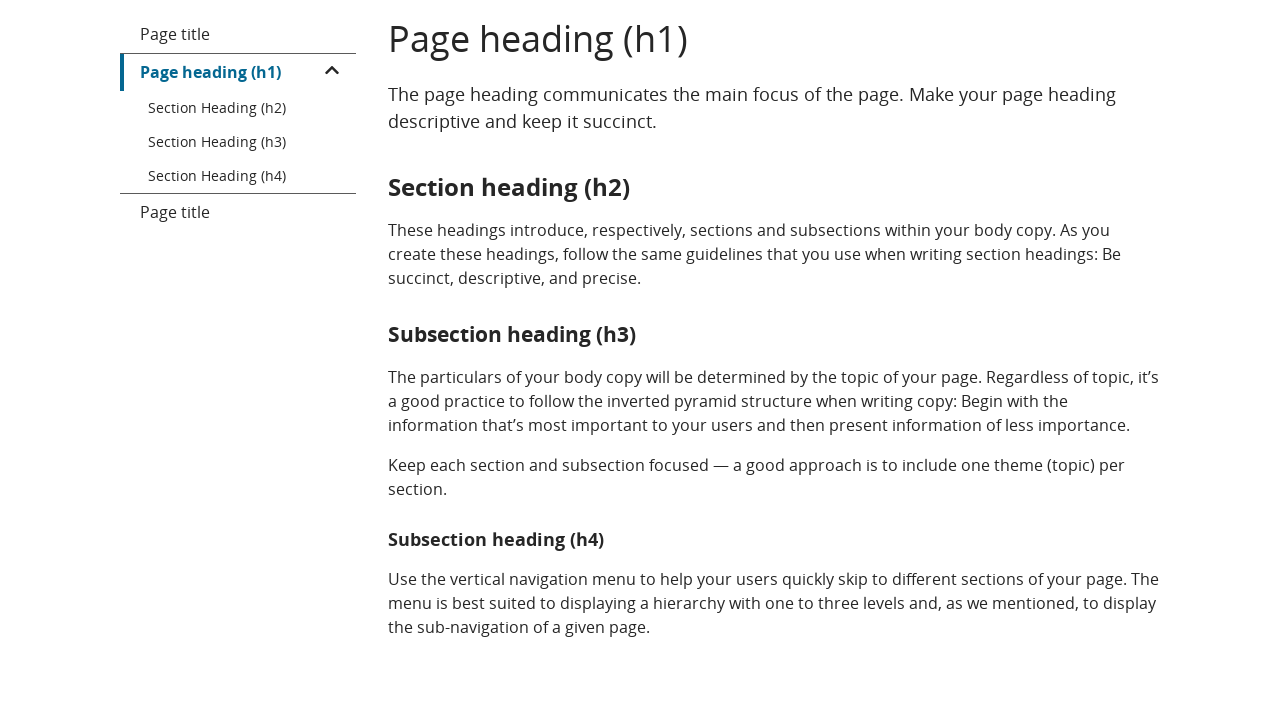 Page title
Page heading (h1)
Section Heading (h2)
Section Heading (h3)
Section Heading (h4)
Page title
Page heading (h1)
The page heading communicates the main focus of the page. Make your page heading
descriptive and keep it succinct.
Section heading (h2)
These headings introduce, respectively, sections and subsections within your body copy. As you
create these headings, follow the same guidelines that you use when writing section headings: Be
succinct, descriptive, and precise.
Subsection heading (h3)
The particulars of your body copy will be determined by the topic of your page. Regardless of topic, it’s
a good practice to follow the inverted pyramid structure when writing copy: Begin with the
information that’s most important to your users and then present information of less importance.
Keep each section and subsection focused — a good approach is to include one theme (topic) per
section.
Subsection heading (h4)
Use the vertical navigation menu to help your users quickly skip to different sections of your page. The
menu is best suited to displaying a hierarchy with one to three levels and, as we mentioned, to display
the sub-navigation of a given page.